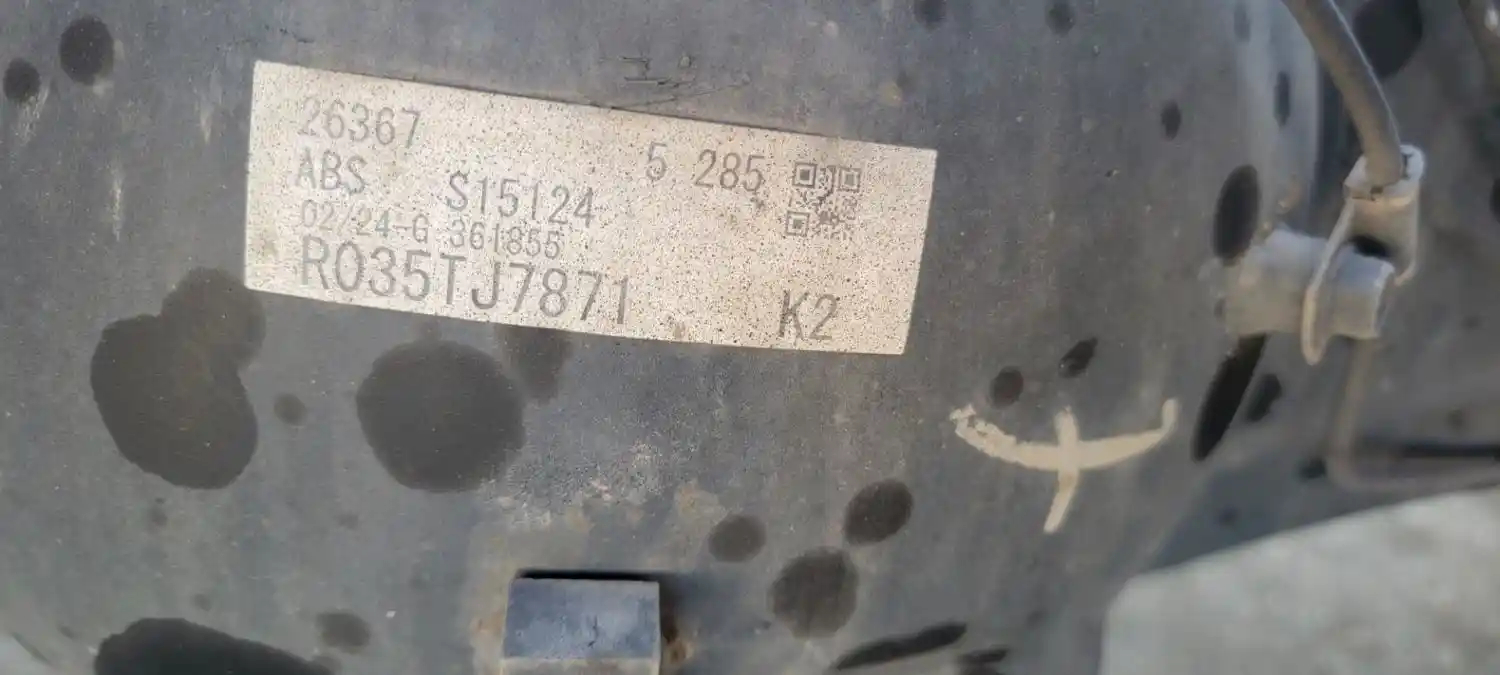 26367
5 285
ABS S15124
02/24-G 361855
R035TJ7871 K2